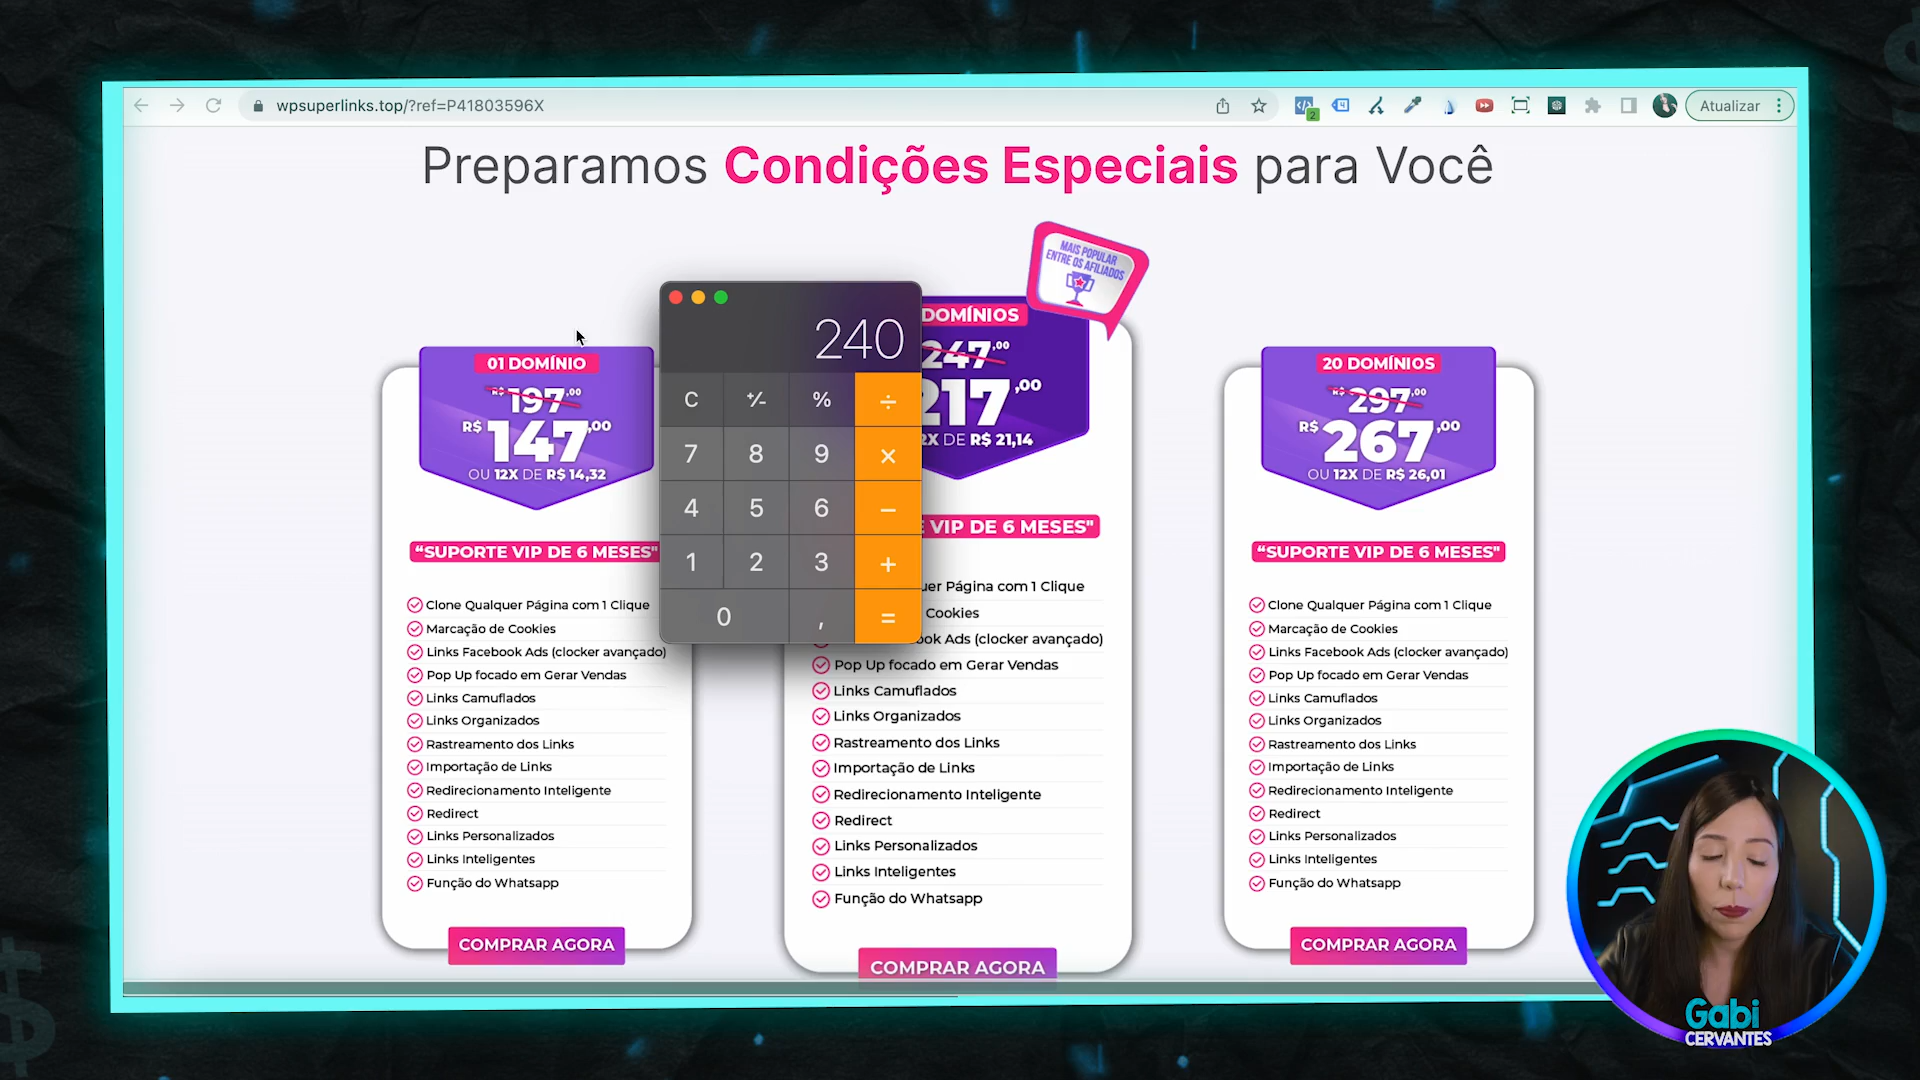 wpsuperlinks.top/?ref=P41803596X
2
Atualizar
Preparamos Condições Especiais para Você
MAIS POPULAR
ENTRE OS AFILIADOS
01 DOMÍNIO
R$ 197,00
R$ 147,00
OU 12X DE R$ 14,32
"SUPORTE VIP DE 6 MESES"
Clone Qualquer Página com 1 Clique
Marcação de Cookies
Links Facebook Ads (clocker avançado)
Pop Up focado em Gerar Vendas
Links Camuflados
Links Organizados
Rastreamento dos Links
Importação de Links
Redirecionamento Inteligente
Redirect
Links Personalizados
Links Inteligentes
Função do Whatsapp
COMPRAR AGORA
240
C +/- % ÷
7 8 9 ×
4 5 6 −
1 2 3 +
0 , =
DOMÍNIOS
247,00
217,00
2X DE R$ 21,14
VIP DE 6 MESES"
uer Página com 1 Clique
Cookies
ook Ads (clocker avançado)
Pop Up focado em Gerar Vendas
Links Camuflados
Links Organizados
Rastreamento dos Links
Importação de Links
Redirecionamento Inteligente
Redirect
Links Personalizados
Links Inteligentes
Função do Whatsapp
COMPRAR AGORA
20 DOMÍNIOS
R$ 297,00
R$ 267,00
OU 12X DE R$ 26,01
"SUPORTE VIP DE 6 MESES"
Clone Qualquer Página com 1 Clique
Marcação de Cookies
Links Facebook Ads (clocker avançado)
Pop Up focado em Gerar Vendas
Links Camuflados
Links Organizados
Rastreamento dos Links
Importação de Links
Redirecionamento Inteligente
Redirect
Links Personalizados
Links Inteligentes
Função do Whatsapp
COMPRAR AGORA
Gabi
CERVANTES